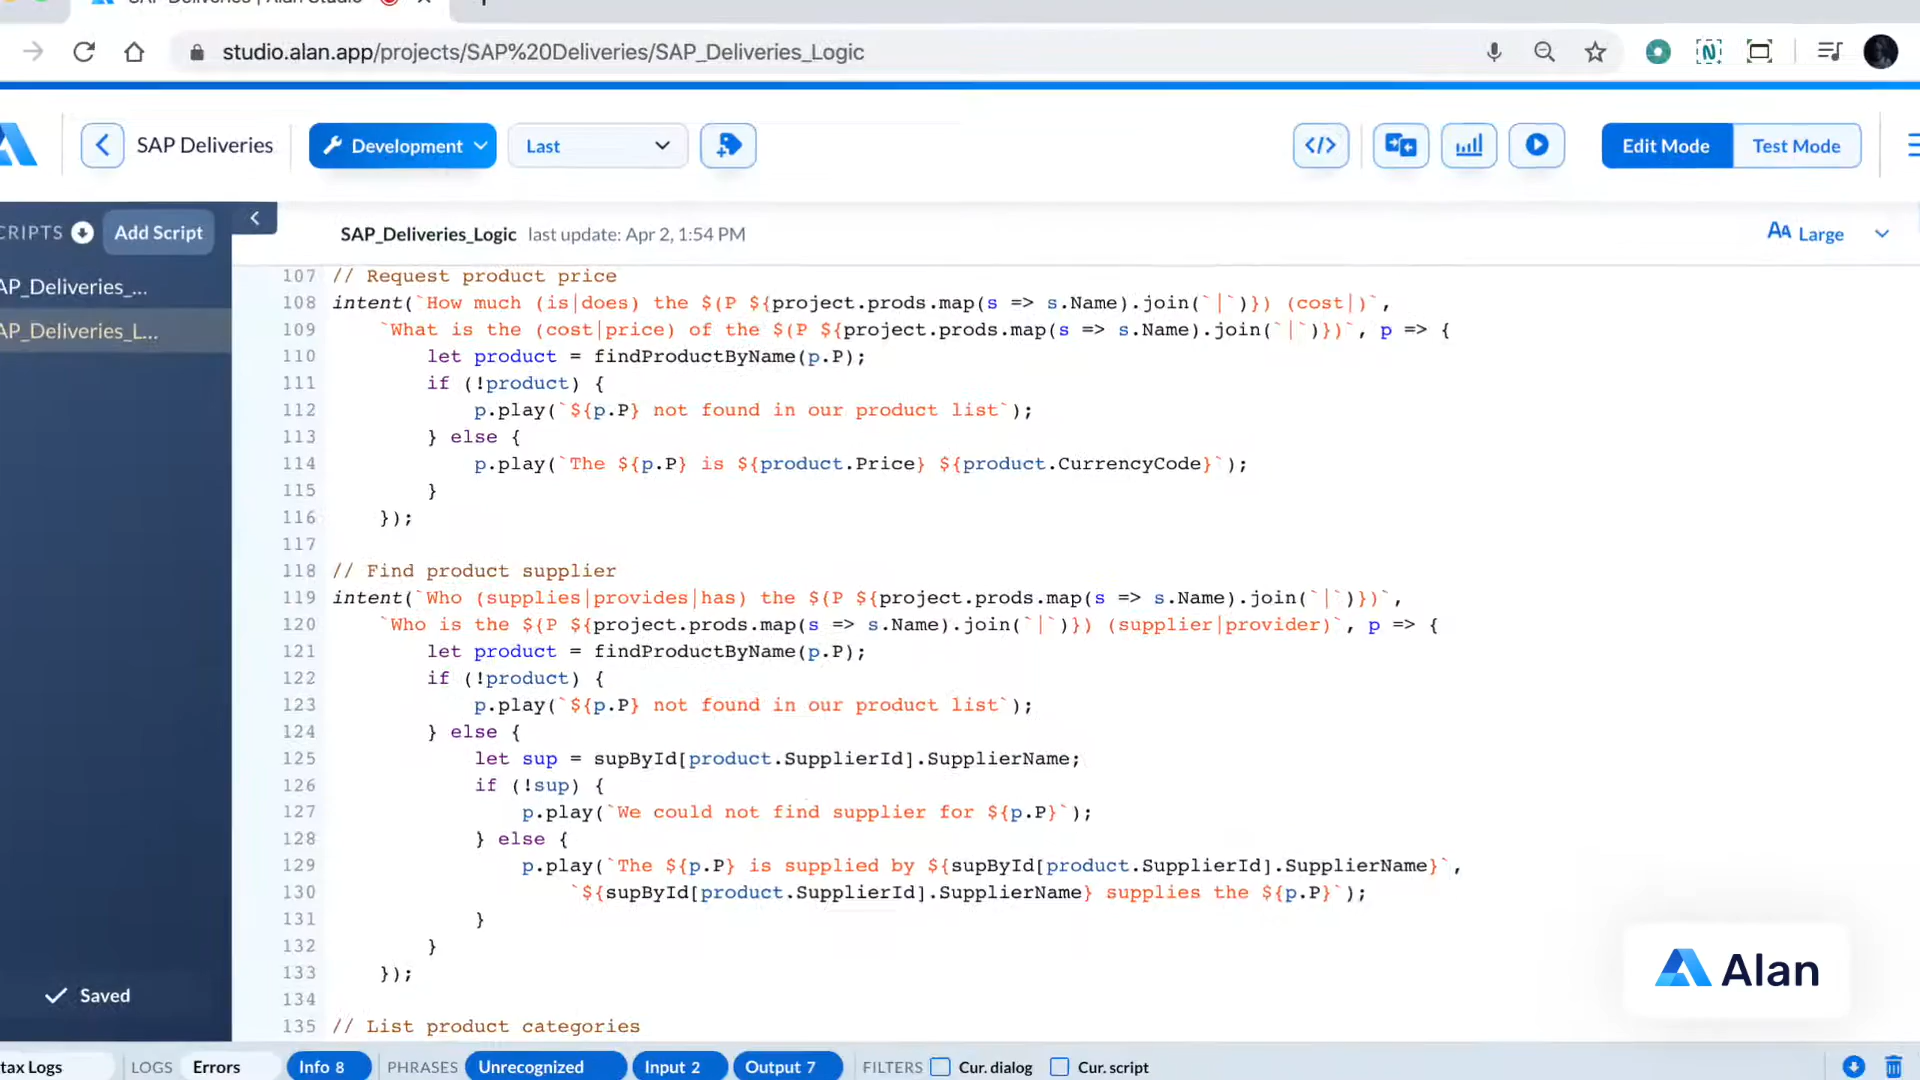 SAP_Deliveries | Alan Studio
studio.alan.app/projects/SAP%20Deliveries/SAP_Deliveries_Logic
SAP Deliveries
Development
Last
</>
Edit Mode
Test Mode
CRIPTS
Add Script
SAP_Deliveries_Logic last update: Apr 2, 1:54 PM
AA Large
AP_Deliveries_...
AP_Deliveries_L...
107 // Request product price
108 intent(`How much (is|does) the $(P ${project.prods.map(s => s.Name).join(`|`)}) (cost|)`,
109 `What is the (cost|price) of the $(P ${project.prods.map(s => s.Name).join(`|`)})`, p => {
110 let product = findProductByName(p.P);
111 if (!product) {
112 p.play(`${p.P} not found in our product list`);
113 } else {
114 p.play(`The ${p.P} is ${product.Price} ${product.CurrencyCode}`);
115 }
116 });
117
118 // Find product supplier
119 intent(`Who (supplies|provides|has) the $(P ${project.prods.map(s => s.Name).join(`|`)})`,
120 `Who is the $(P ${project.prods.map(s => s.Name).join(`|`)}) (supplier|provider)`, p => {
121 let product = findProductByName(p.P);
122 if (!product) {
123 p.play(`${p.P} not found in our product list`);
124 } else {
125 let sup = supById[product.SupplierId].SupplierName;
126 if (!sup) {
127 p.play(`We could not find supplier for ${p.P}`);
128 } else {
129 p.play(`The ${p.P} is supplied by ${supById[product.SupplierId].SupplierName}`,
130 `${supById[product.SupplierId].SupplierName} supplies the ${p.P}`);
131 }
132 }
133 });
134
135 // List product categories
Saved
Alan
tax Logs
LOGS
Errors
Info 8
PHRASES
Unrecognized
Input 2
Output 7
FILTERS
Cur. dialog
Cur. script